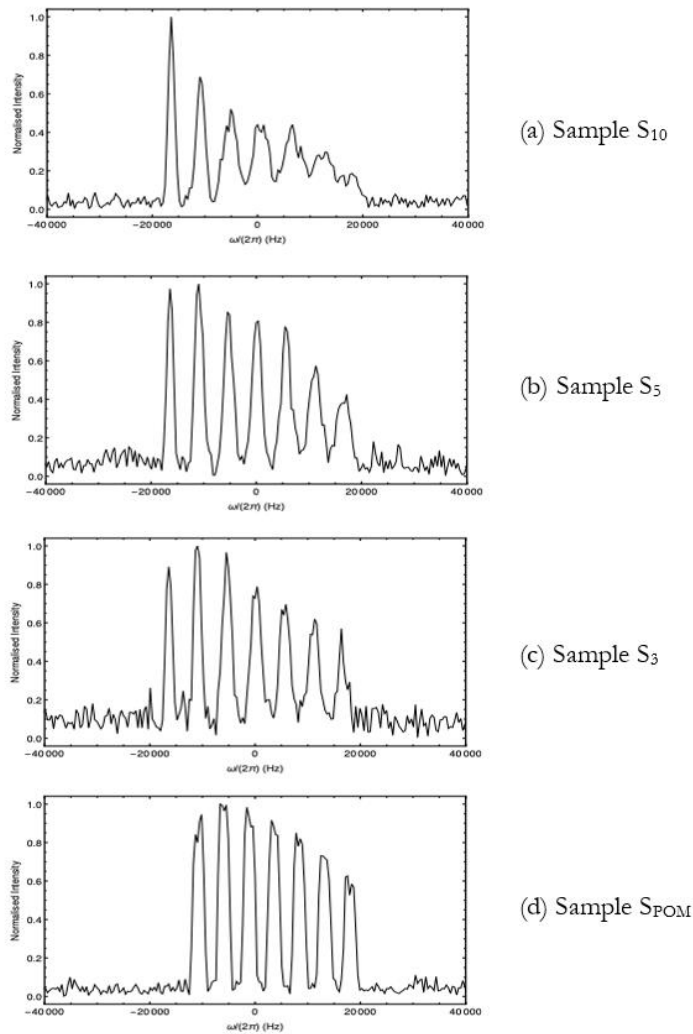 Normalised Intensity
1.0
0.8
0.6
0.4
0.2
0.0
−40000 −20000 0 20000 40000
ω/(2π) (Hz)
(a) Sample S₁₀
Normalised Intensity
1.0
0.8
0.6
0.4
0.2
0.0
−40000 −20000 0 20000 40000
ω/(2π) (Hz)
(b) Sample S₅
Normalised Intensity
1.0
0.8
0.6
0.4
0.2
0.0
−40000 −20000 0 20000 40000
ω/(2π) (Hz)
(c) Sample S₃
Normalised Intensity
1.0
0.8
0.6
0.4
0.2
0.0
−40000 −20000 0 20000 40000
ω/(2π) (Hz)
(d) Sample S_POM